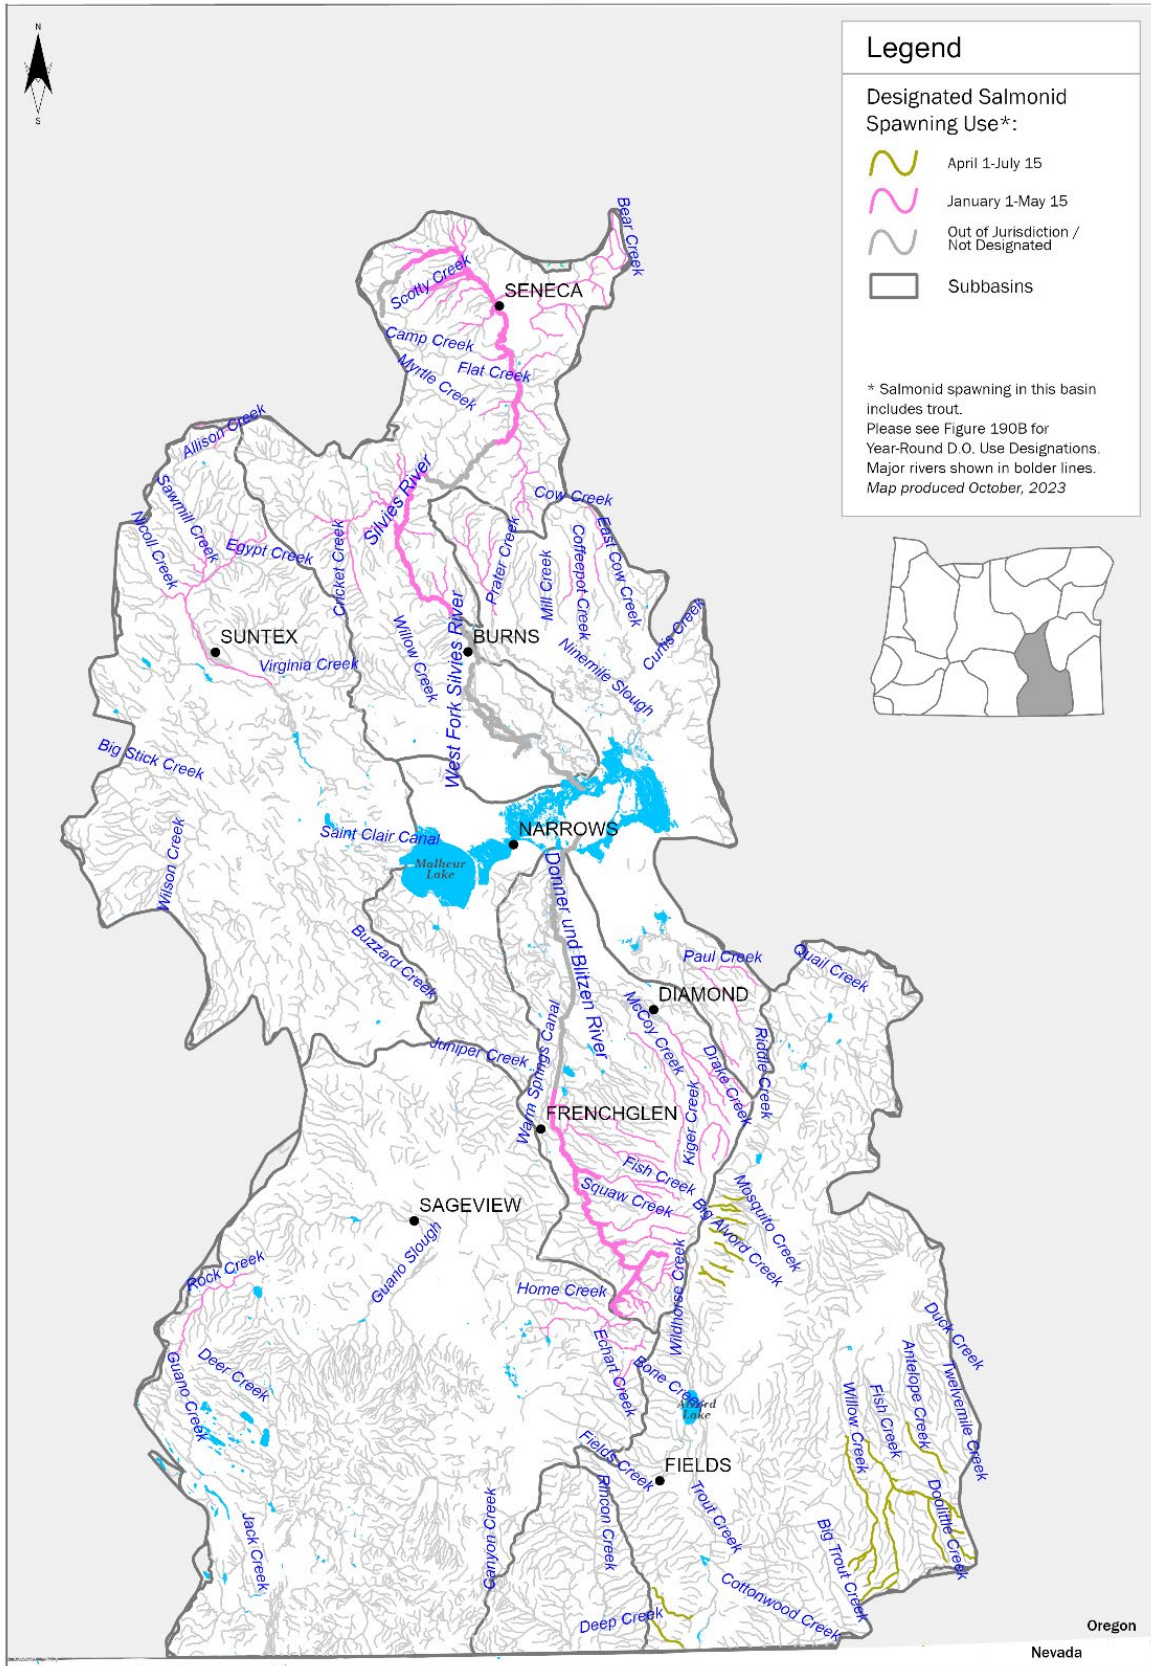 N
S
Legend
Designated Salmonid
Spawning Use*:
April 1-July 15
January 1-May 15
Out of Jurisdiction /
Not Designated
Subbasins
* Salmonid spawning in this basin
includes trout.
Please see Figure 190B for
Year-Round D.O. Use Designations.
Major rivers shown in bolder lines.
Map produced October, 2023
Bear Creek
Scotty Creek
SENECA
Camp Creek
Flat Creek
Myrtle Creek
Allison Creek
Silvies River
Sawmill Creek
Nicoll Creek
Egypt Creek
Cricket Creek
Cow Creek
Prater Creek
Mill Creek
Coffeepot Creek
East Cow Creek
Curtis Creek
SUNTEX
BURNS
Virginia Creek
Willow Creek
West Fork Silvies River
Ninemile Slough
Big Stick Creek
Saint Clair Canal
NARROWS
Malheur
Lake
Wilson Creek
Donner und Blitzen River
Buzzard Creek
Paul Creek
Quail Creek
DIAMOND
McCoy Creek
Juniper Creek
Warm Springs Canal
Drake Creek
Riddle Creek
Kiger Creek
FRENCHGLEN
Fish Creek
Squaw Creek
Mosquito Creek
Big Alvord Creek
SAGEVIEW
Guano Slough
Rock Creek
Home Creek
Wildhorse Creek
Echart Creek
Bone Creek
Alvord
Lake
Guano Creek
Deer Creek
Duck Creek
Antelope Creek
Twelvemile Creek
Fish Creek
Willow Creek
Fields Creek
FIELDS
Rincon Creek
Trout Creek
Canyon Creek
Jack Creek
Doolittle Creek
Big Trout Creek
Cottonwood Creek
Deep Creek
Oregon
Nevada